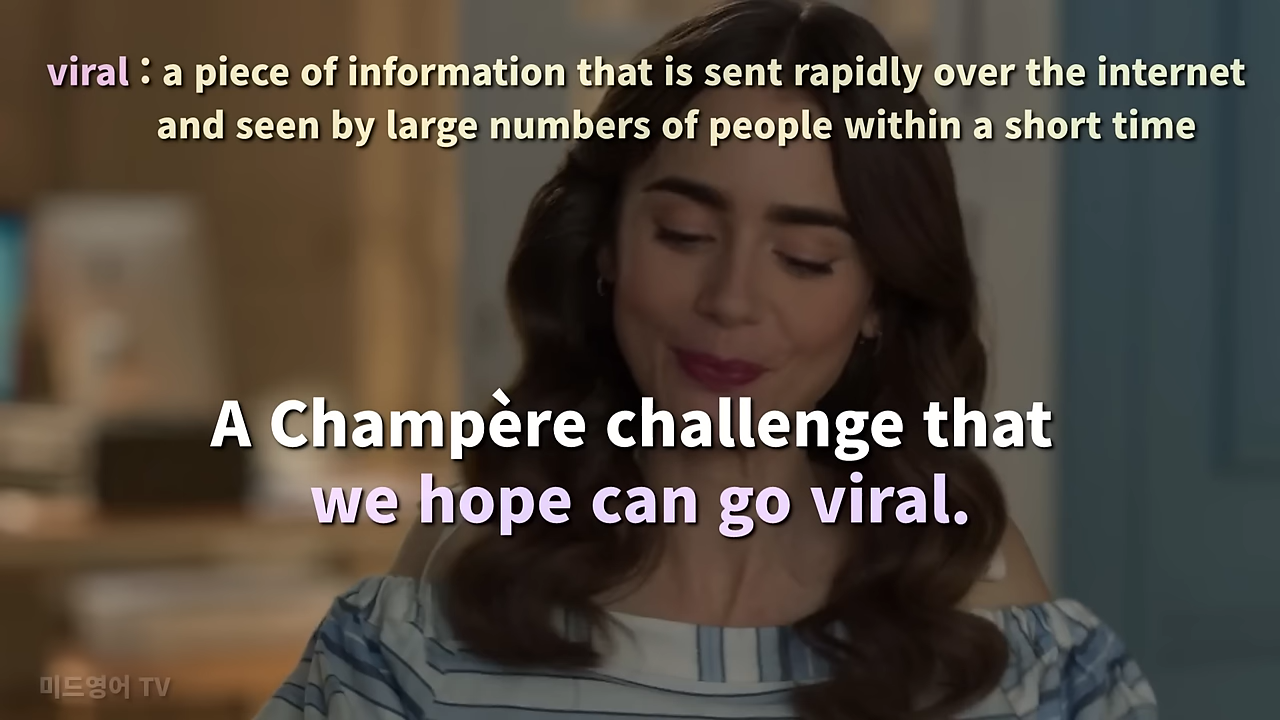 viral : a piece of information that is sent rapidly over the internet
and seen by large numbers of people within a short time
A Champère challenge that
we hope can go viral.
미드영어 TV